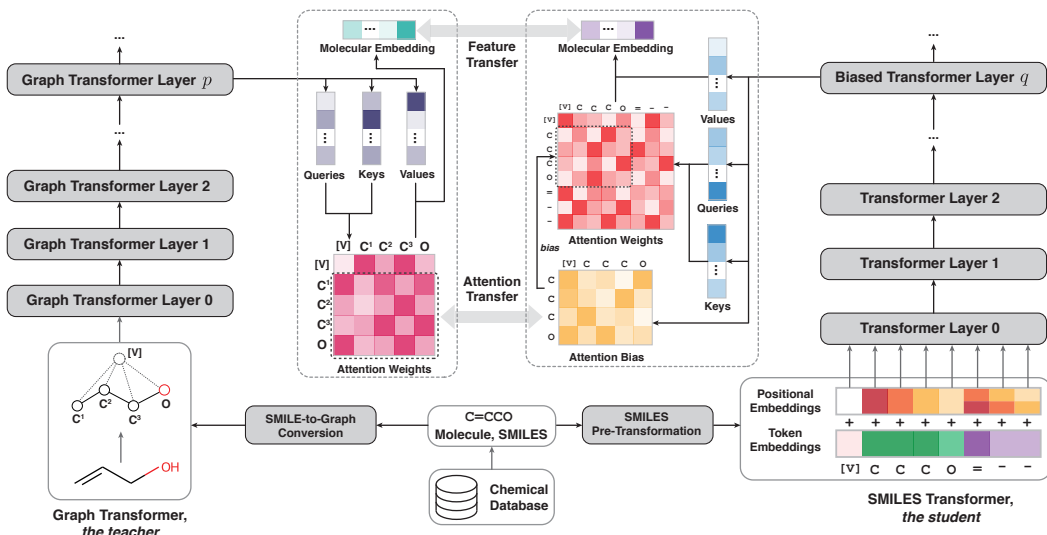 ...
Graph Transformer Layer p
...
Graph Transformer Layer 2
Graph Transformer Layer 1
Graph Transformer Layer 0
[V]
C¹
C²
C³
O
OH
Graph Transformer,
the teacher
...
Molecular Embedding
...
...
...
Queries
Keys
Values
[V] C¹ C² C³ O
[V]
C¹
C²
C³
O
Attention Weights
Feature
Transfer
Attention
Transfer
...
Molecular Embedding
[V] C C C O = - -
[V]
C
C
C
O
=
-
-
Attention Weights
bias
[V] C C C O
C
C
C
O
Attention Bias
...
Values
...
Queries
...
Keys
SMILE-to-Graph
Conversion
C=CCO
Molecule, SMILES
SMILES
Pre-Transformation
Chemical
Database
...
Biased Transformer Layer q
...
Transformer Layer 2
Transformer Layer 1
Transformer Layer 0
Positional
Embeddings
+ + + + + + + +
Token
Embeddings
[V] C C C O = - -
SMILES Transformer,
the student